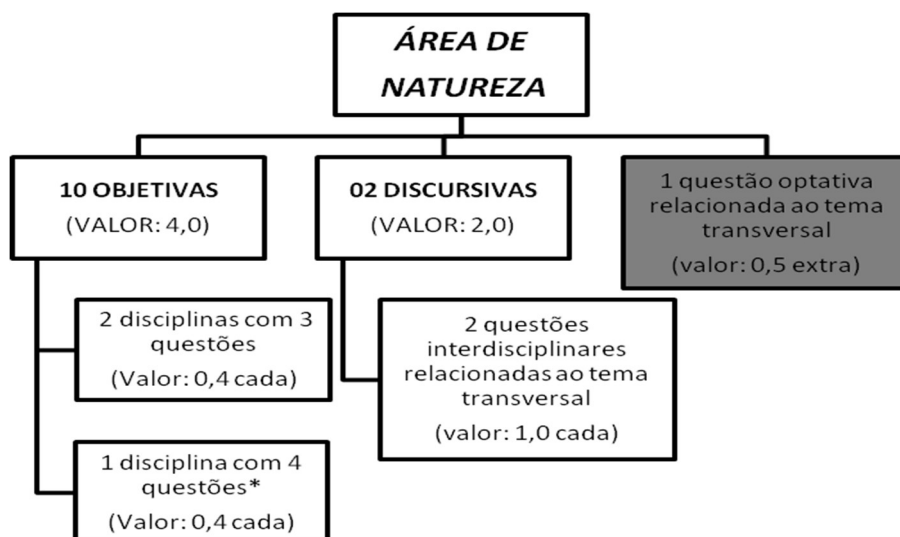 ÁREA DE
NATUREZA
10 OBJETIVAS
(VALOR: 4,0)
02 DISCURSIVAS
(VALOR: 2,0)
1 questão optativa
relacionada ao tema
transversal
(valor: 0,5 extra)
2 disciplinas com 3
questões
(Valor: 0,4 cada)
2 questões
interdisciplinares
relacionadas ao tema
transversal
(valor: 1,0 cada)
1 disciplina com 4
questões*
(Valor: 0,4 cada)